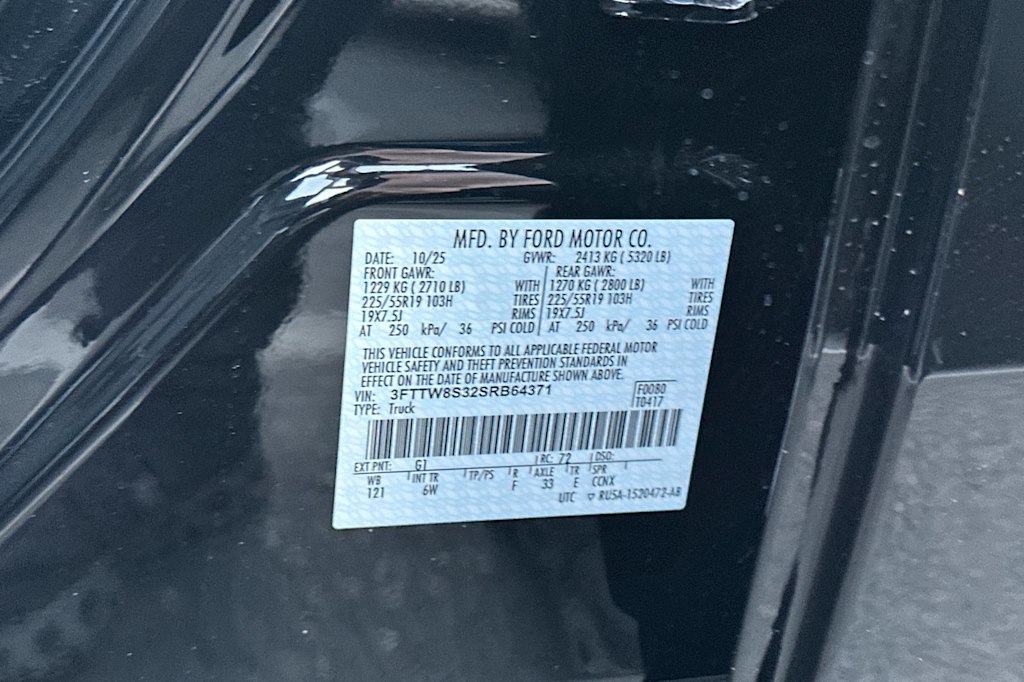 MFD. BY FORD MOTOR CO.
DATE: 10/25 GVWR: 2413 KG ( 5320 LB)
FRONT GAWR: REAR GAWR:
1229 KG ( 2710 LB) WITH 1270 KG ( 2800 LB) WITH
225/55R19 103H TIRES 225/55R19 103H TIRES
19X7.5J RIMS 19X7.5J RIMS
AT 250 kPa/ 36 PSI COLD AT 250 kPa/ 36 PSI COLD
THIS VEHICLE CONFORMS TO ALL APPLICABLE FEDERAL MOTOR
VEHICLE SAFETY AND THEFT PREVENTION STANDARDS IN
EFFECT ON THE DATE OF MANUFACTURE SHOWN ABOVE.
VIN: 3FTTW8S32SRB64371 F0080
TYPE: Truck T0417
EXT PNT: G1 RC: 72 DSO:
WB INT TR TP/PS R AXLE TR SPR
121 6W F 33 E CCNX
UTC ▽ RUSA-1520472-AB